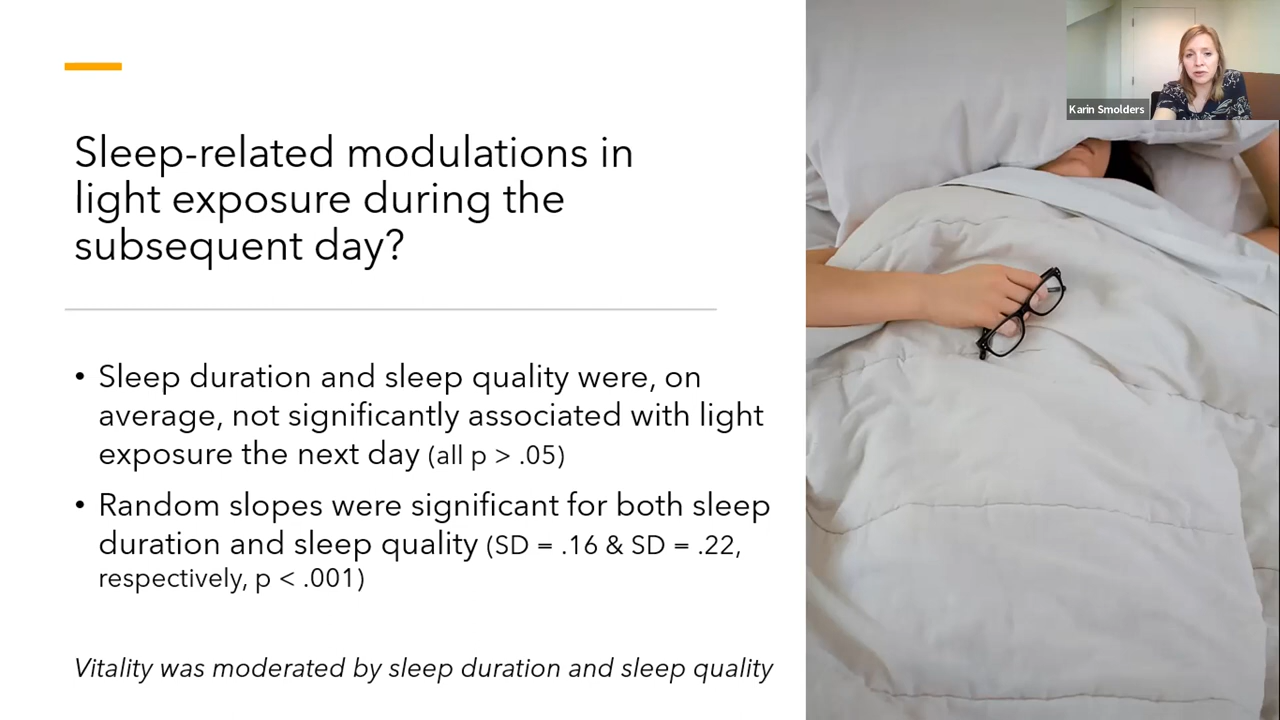 Karin Smolders
Sleep-related modulations in
light exposure during the
subsequent day?
• Sleep duration and sleep quality were, on
average, not significantly associated with light
exposure the next day (all p > .05)
• Random slopes were significant for both sleep
duration and sleep quality (SD = .16 & SD = .22,
respectively, p < .001)
Vitality was moderated by sleep duration and sleep quality